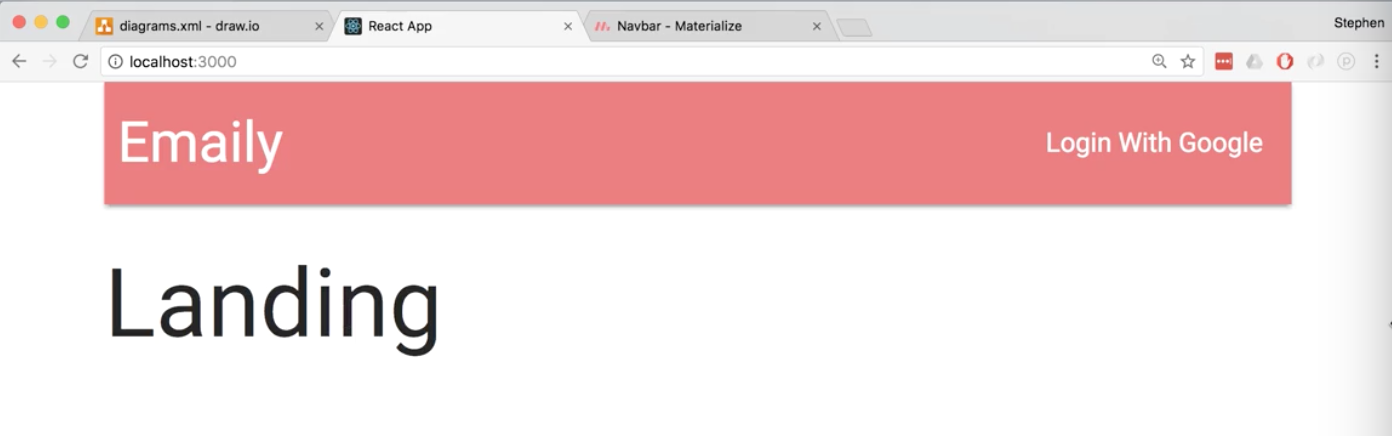 diagrams.xml - draw.io
React App
Navbar - Materialize
Stephen
localhost:3000
Emaily
Login With Google
Landing